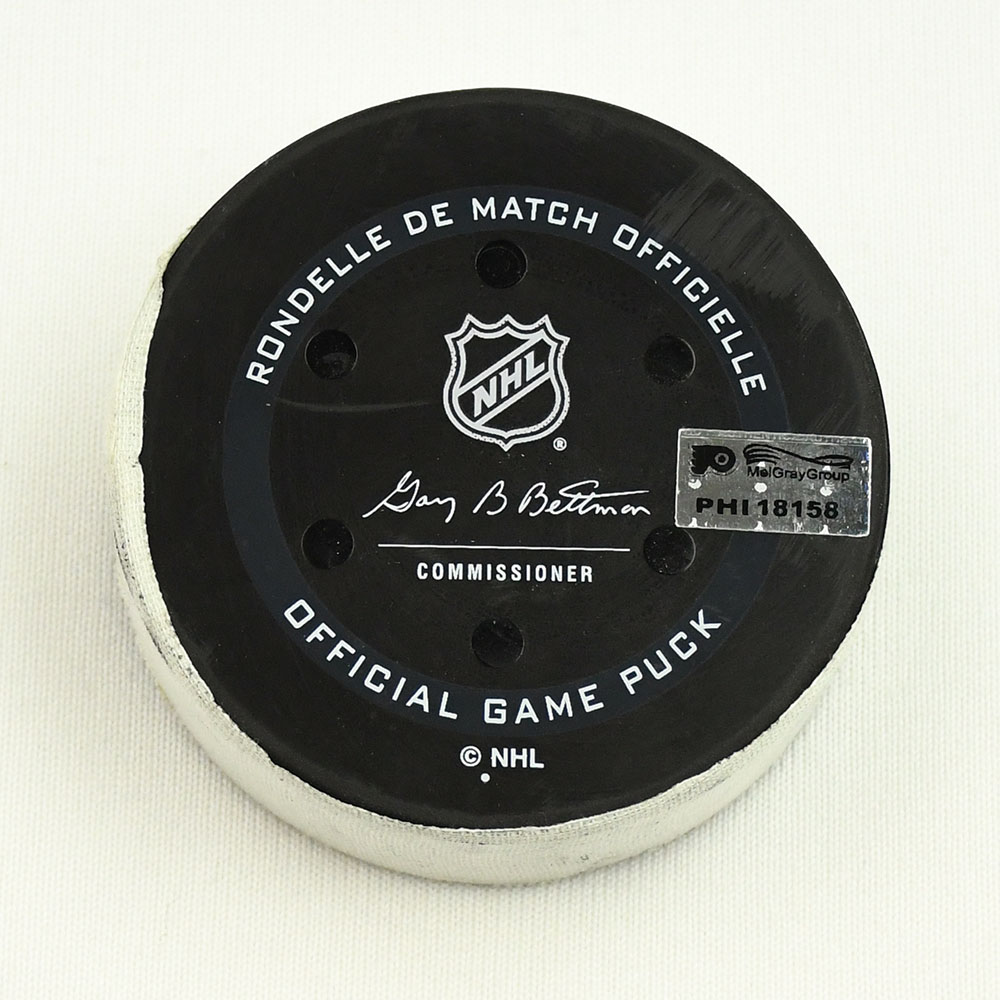 RONDELLE DE MATCH OFFICIELLE
NHL
®
Gary B Bettman
COMMISSIONER
MeiGrayGroup
PHI 18158
OFFICIAL GAME PUCK
© NHL